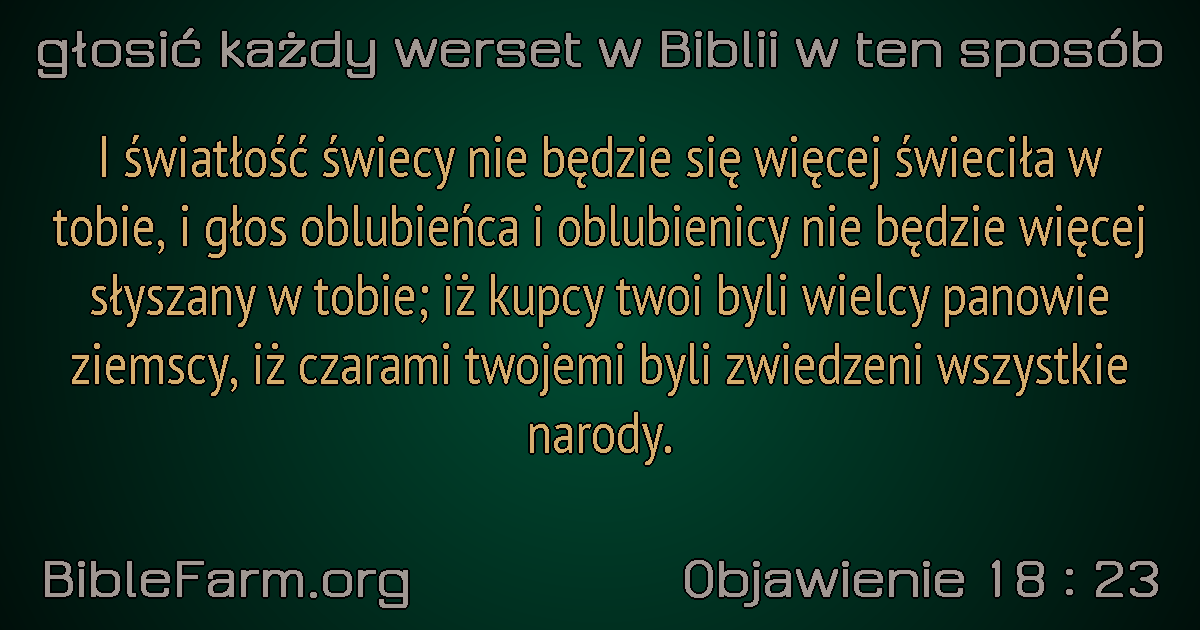 głosić każdy werset w Biblii w ten sposób
I światłość świecy nie będzie się więcej świeciła w
tobie, i głos oblubieńca i oblubienicy nie będzie więcej
słyszany w tobie; iż kupcy twoi byli wielcy panowie
ziemscy, iż czarami twojemi byli zwiedzeni wszystkie
narody.
BibleFarm.org
Objawienie 18 : 23